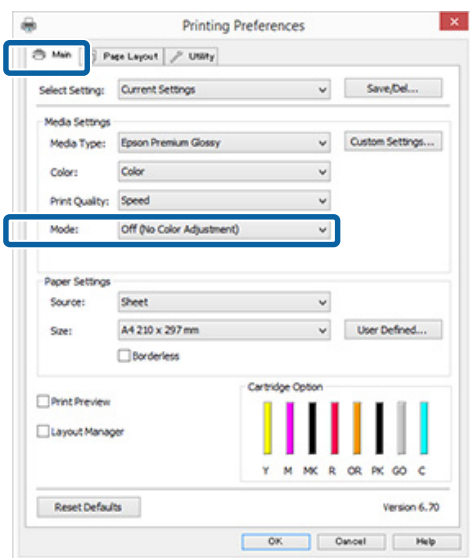 Printing Preferences
Main
Page Layout
Utility
Select Setting: Current Settings Save/Del...
Media Settings
Media Type: Epson Premium Glossy Custom Settings...
Color: Color
Print Quality: Speed
Mode: Off (No Color Adjustment)
Paper Settings
Source: Sheet
Size: A4 210 x 297 mm User Defined...
Borderless
Cartridge Option
Print Preview
Layout Manager
Y M MK R OR PK GO C
Reset Defaults Version 6.70
OK Cancel Help